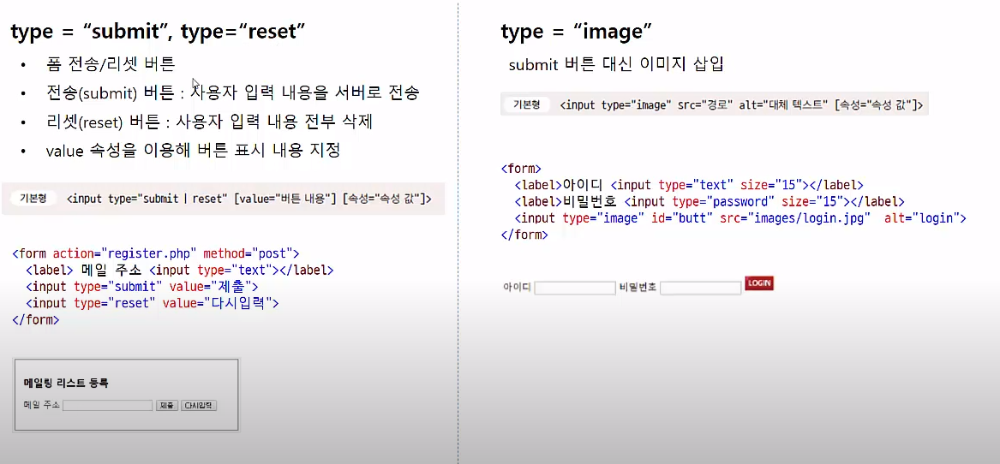 type = “submit”, type=“reset”
• 폼 전송/리셋 버튼
• 전송(submit) 버튼 : 사용자 입력 내용을 서버로 전송
• 리셋(reset) 버튼 : 사용자 입력 내용 전부 삭제
• value 속성을 이용해 버튼 표시 내용 지정
기본형 <input type="submit | reset" [value="버튼 내용"] [속성="속성 값"]>
<form action="register.php" method="post">
<label> 메일 주소 <input type="text"></label>
<input type="submit" value="제출">
<input type="reset" value="다시입력">
</form>
메일링 리스트 등록
메일 주소 제출 다시입력
type = “image”
submit 버튼 대신 이미지 삽입
기본형 <input type="image" src="경로" alt="대체 텍스트" [속성="속성 값"]>
<form>
<label>아이디 <input type="text" size="15"></label>
<label>비밀번호 <input type="password" size="15"></label>
<input type="image" id="butt" src="images/login.jpg" alt="login">
</form>
아이디 비밀번호 LOGIN